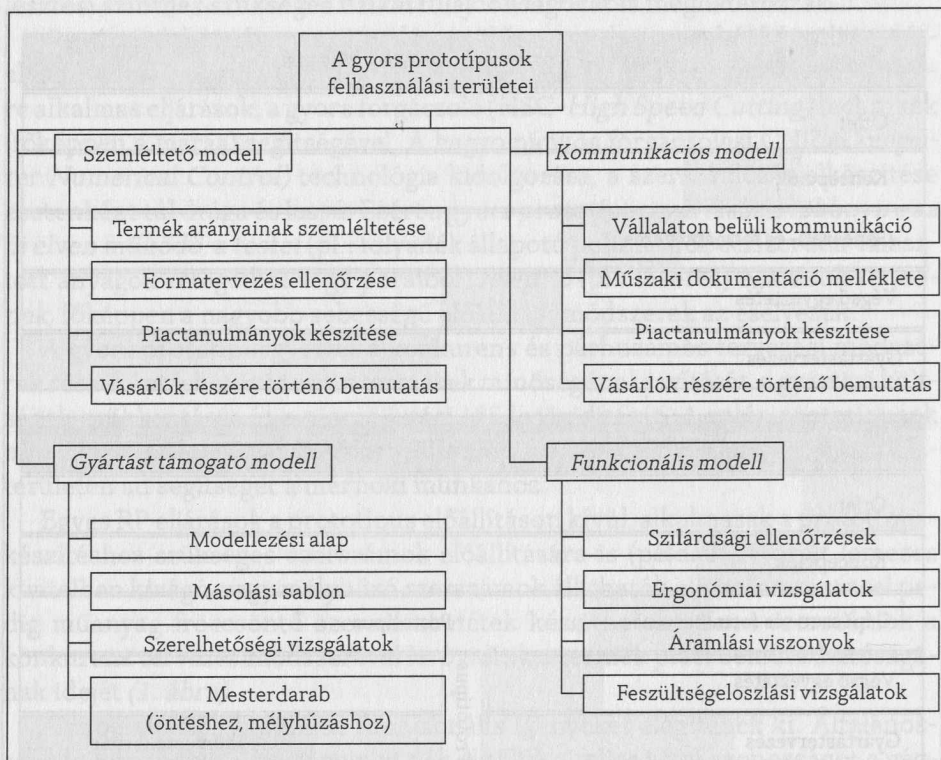 A gyors prototípusok
felhasználási területei
Szemléltető modell
Termék arányainak szemléltetése
Formatervezés ellenőrzése
Piactanulmányok készítése
Vásárlók részére történő bemutatás
Kommunikációs modell
Vállalaton belüli kommunikáció
Műszaki dokumentáció melléklete
Piactanulmányok készítése
Vásárlók részére történő bemutatás
Gyártást támogató modell
Modellezési alap
Másolási sablon
Szerelhetőségi vizsgálatok
Mesterdarab
(öntéshez, mélyhúzáshoz)
Funkcionális modell
Szilárdsági ellenőrzések
Ergonómiai vizsgálatok
Áramlási viszonyok
Feszültségeloszlási vizsgálatok